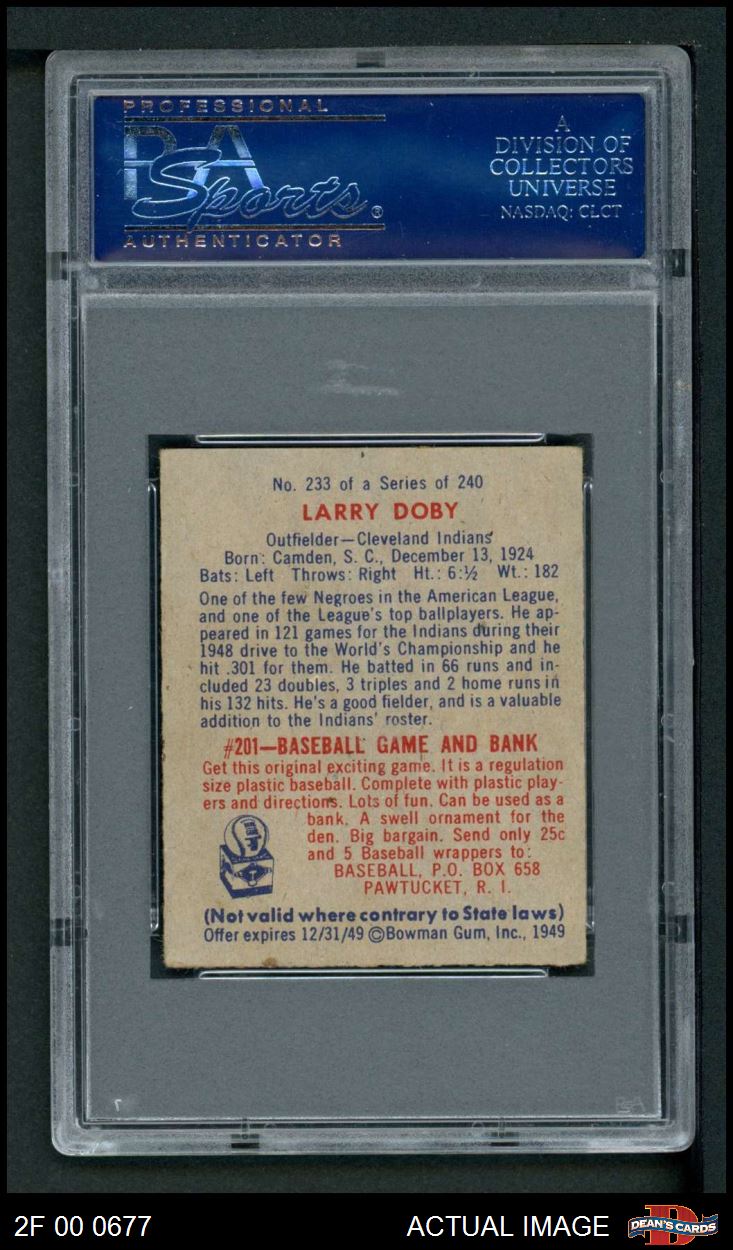 PROFESSIONAL
PSA
Sports®
AUTHENTICATOR
A
DIVISION OF
COLLECTORS
UNIVERSE
NASDAQ: CLCT
No. 233 of a Series of 240
LARRY DOBY
Outfielder—Cleveland Indians
Born: Camden, S. C., December 13, 1924
Bats: Left Throws: Right Ht.: 6:½ Wt.: 182
One of the few Negroes in the American League,
and one of the League's top ballplayers. He ap-
peared in 121 games for the Indians during their
1948 drive to the World's Championship and he
hit .301 for them. He batted in 66 runs and in-
cluded 23 doubles, 3 triples and 2 home runs in
his 132 hits. He's a good fielder, and is a valuable
addition to the Indians' roster.
#201—BASEBALL GAME AND BANK
Get this original exciting game. It is a regulation
size plastic baseball. Complete with plastic play-
ers and directions. Lots of fun. Can be used as a
bank. A swell ornament for the
den. Big bargain. Send only 25c
and 5 Baseball wrappers to:
BASEBALL, P.O. BOX 658
PAWTUCKET, R. I.
(Not valid where contrary to State laws)
Offer expires 12/31/49 ©Bowman Gum, Inc., 1949
7
PSA
2F 00 0677
ACTUAL IMAGE
D
DEAN'S CARDS